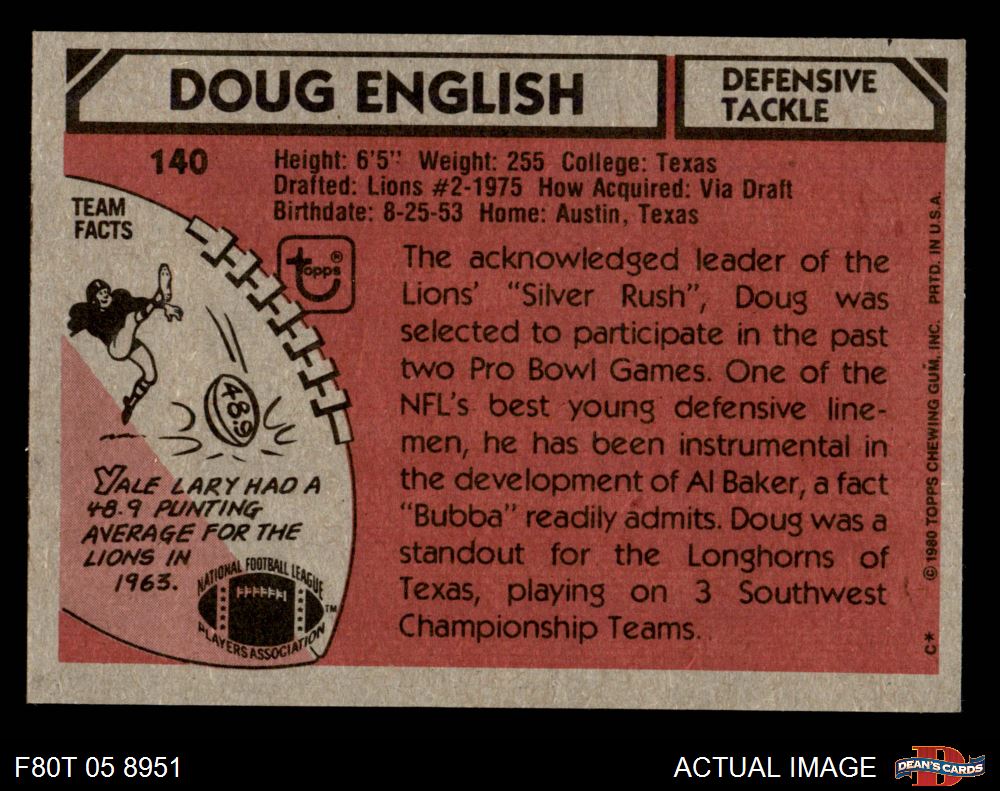 DOUG ENGLISH
DEFENSIVE
TACKLE
140
Height: 6'5" Weight: 255 College: Texas
Drafted: Lions #2-1975 How Acquired: Via Draft
Birthdate: 8-25-53 Home: Austin, Texas
TEAM
FACTS
48.9
YALE LARY HAD A
48.9 PUNTING
AVERAGE FOR THE
LIONS IN
1963.
NATIONAL FOOTBALL LEAGUE
PLAYERS ASSOCIATION
TM
Topps®
The acknowledged leader of the
Lions' "Silver Rush", Doug was
selected to participate in the past
two Pro Bowl Games. One of the
NFL's best young defensive line-
men, he has been instrumental in
the development of Al Baker, a fact
"Bubba" readily admits. Doug was a
standout for the Longhorns of
Texas, playing on 3 Southwest
Championship Teams.
C* © 1980 TOPPS CHEWING GUM, INC. PRTD. IN U.S.A.
F80T 05 8951
ACTUAL IMAGE
DEAN'S CARDS